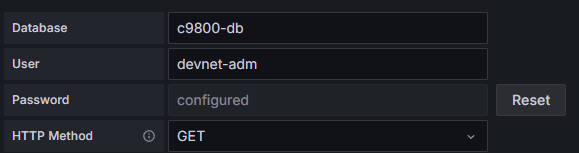 Database c9800-db
User devnet-adm
Password configured Reset
HTTP Method GET